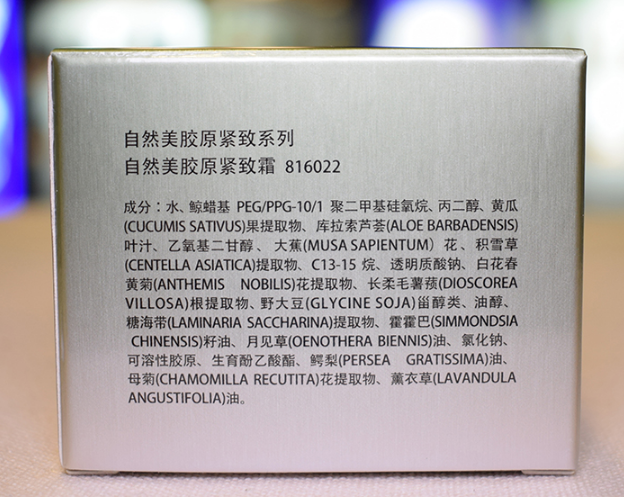 自然美胶原紧致系列
自然美胶原紧致霜 816022
成分：水、鲸蜡基 PEG/PPG-10/1 聚二甲基硅氧烷、丙二醇、黄瓜
(CUCUMIS SATIVUS)果提取物、库拉索芦荟(ALOE BARBADENSIS)
叶汁、乙氧基二甘醇、大蕉(MUSA SAPIENTUM）花、积雪草
(CENTELLA ASIATICA)提取物、C13-15 烷、透明质酸钠、白花春
黄菊(ANTHEMIS NOBILIS)花提取物、长柔毛薯蓣(DIOSCOREA
VILLOSA)根提取物、野大豆(GLYCINE SOJA)甾醇类、油醇、
糖海带(LAMINARIA SACCHARINA)提取物、霍霍巴(SIMMONDSIA
CHINENSIS)籽油、月见草(OENOTHERA BIENNIS)油、氯化钠、
可溶性胶原、生育酚乙酸酯、鳄梨(PERSEA GRATISSIMA)油、
母菊(CHAMOMILLA RECUTITA)花提取物、薰衣草(LAVANDULA
ANGUSTIFOLIA)油。